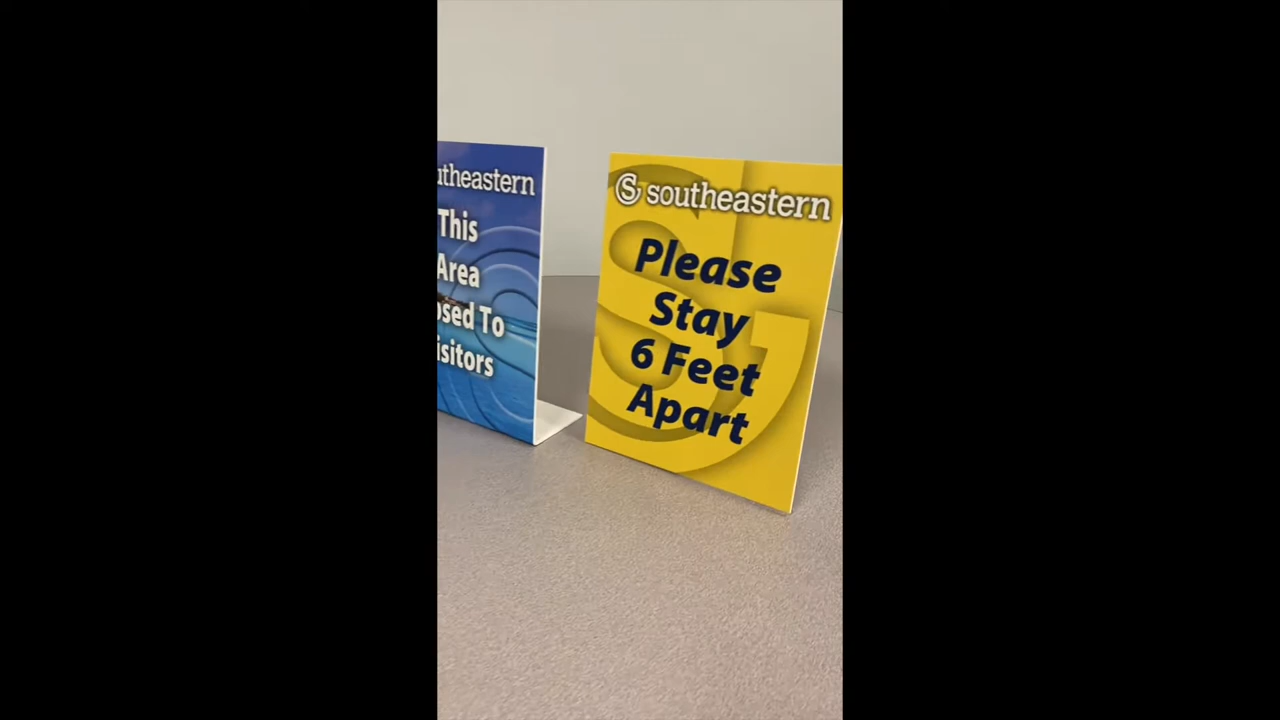 utheastern
This
Area
osed To
isitors
southeastern
Please
Stay
6 Feet
Apart